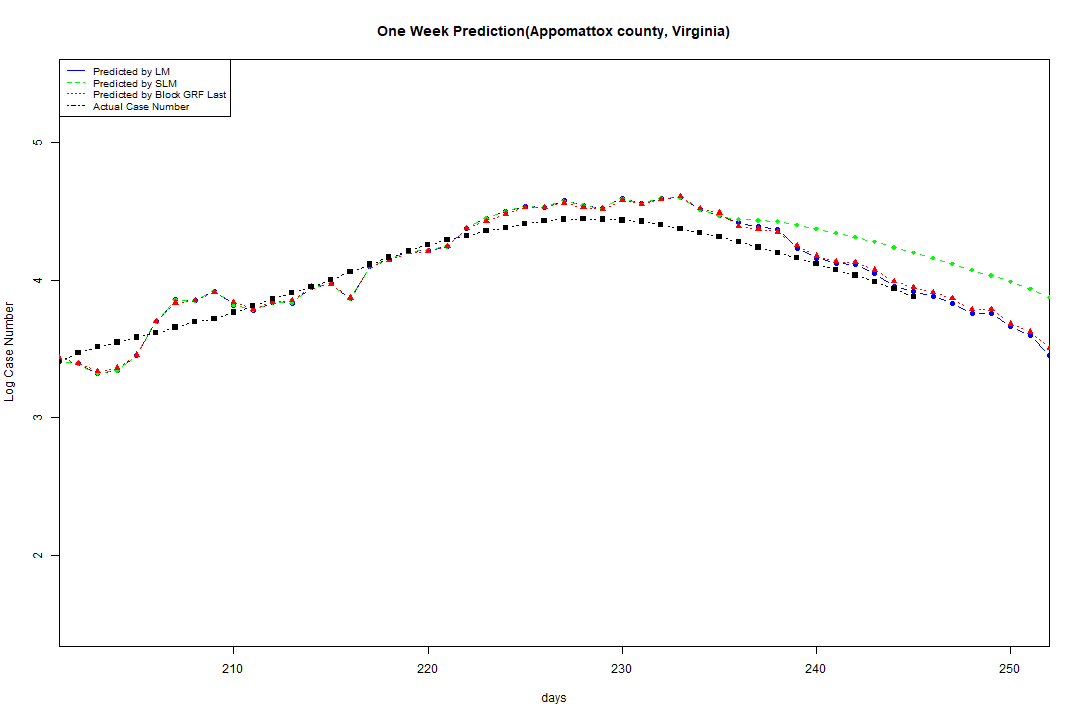 One Week Prediction(Appomattox county, Virginia)
Predicted by LM
Predicted by SLM
Predicted by Block GRF Last
Actual Case Number
5
4
3
2
Log Case Number
210 220 230 240 250
days